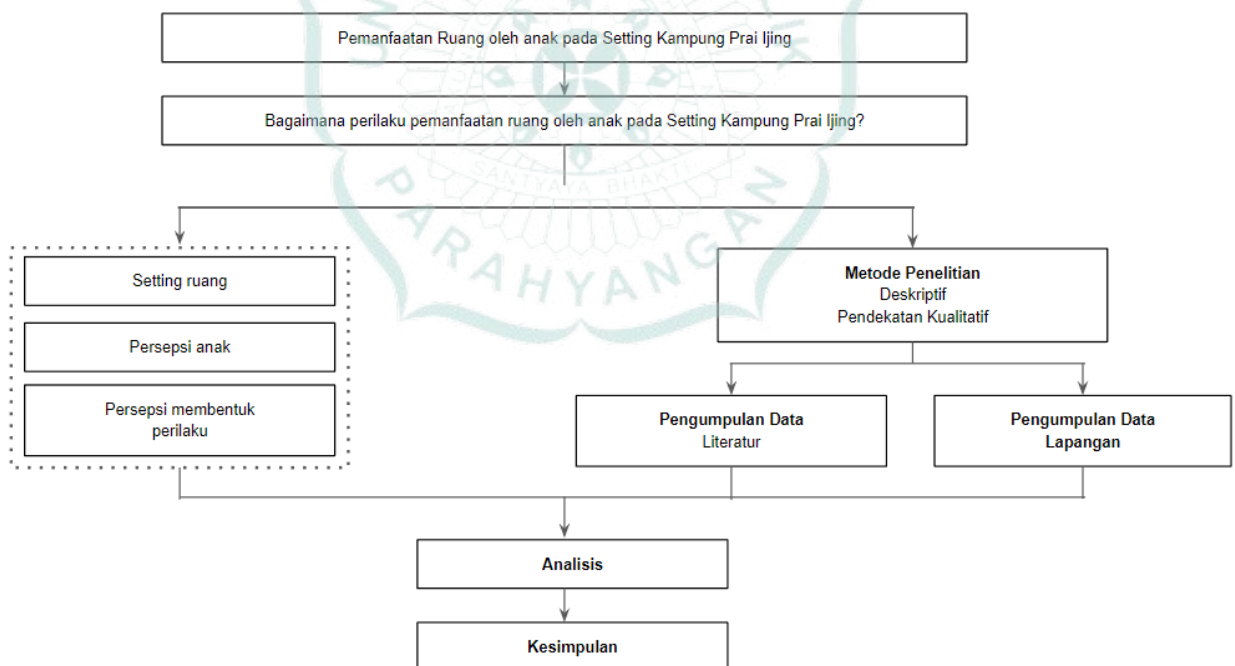 Pemanfaatan Ruang oleh anak pada Setting Kampung Prai Ijing
Bagaimana perilaku pemanfaatan ruang oleh anak pada Setting Kampung Prai Ijing?
SANTYATA BHAKTI
PARAHYANGAN
Setting ruang
Persepsi anak
Persepsi membentuk
perilaku
Metode Penelitian
Deskriptif
Pendekatan Kualitatif
Pengumpulan Data
Literatur
Pengumpulan Data
Lapangan
Analisis
Kesimpulan